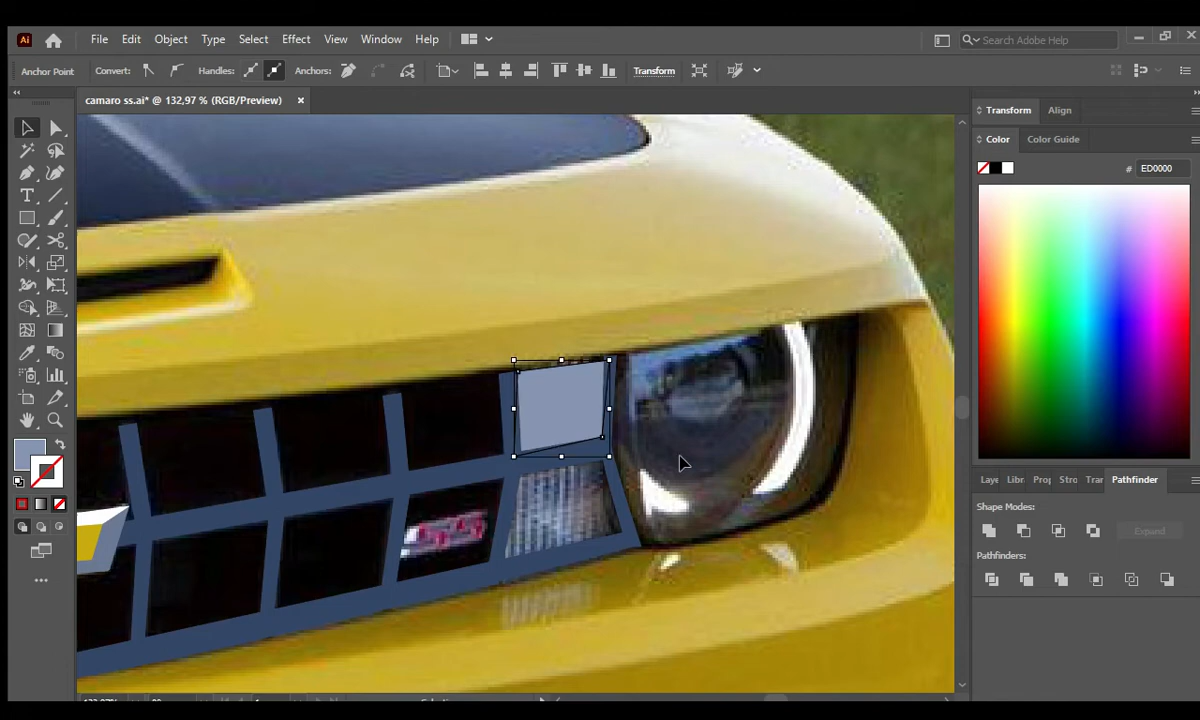 Ai File Edit Object Type Select Effect View Window Help Search Adobe Help
Anchor Point Convert: Handles: Anchors: Transform
camaro ss.ai* @ 132,97 % (RGB/Preview) ×
Transform Align
Color Color Guide
# ED0000
Laye Libr Proj Stro Tran Pathfinder
Shape Modes:
Expand
Pathfinders: